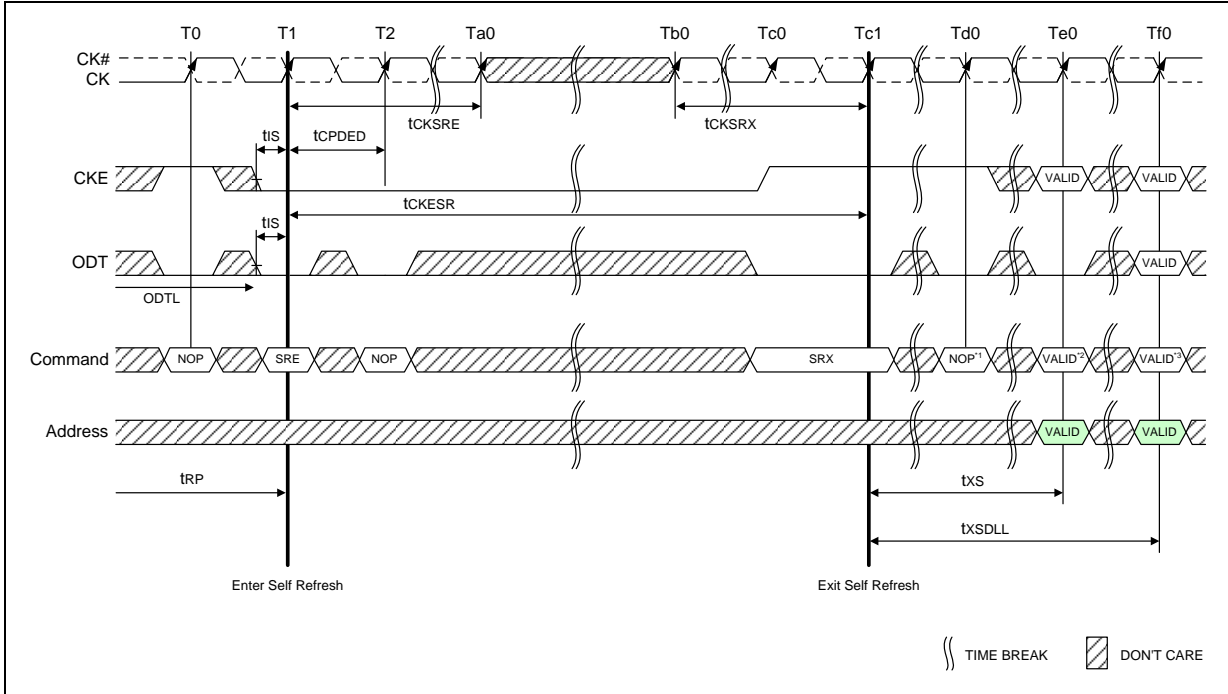 T0 T1 T2 Ta0 Tb0 Tc0 Tc1 Td0 Te0 Tf0
CK#
CK
tCKSRE tCKSRX
tIS tCPDED
CKE VALID VALID
tCKESR
tIS
ODT VALID
ODTL
Command NOP SRE NOP SRX NOP*1 VALID*2 VALID*3
Address VALID VALID
tRP tXS
tXSDLL
Enter Self Refresh Exit Self Refresh
TIME BREAK DON'T CARE